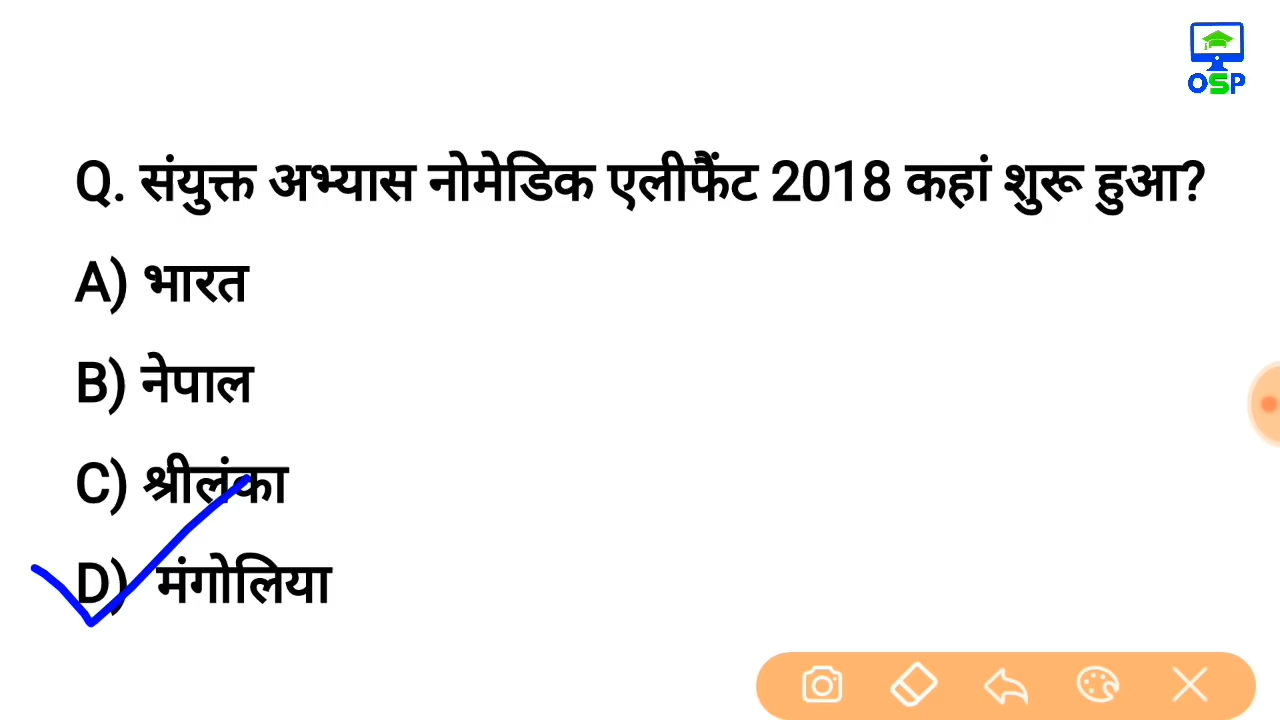 OSP
Q. संयुक्त अभ्यास नोमेडिक एलीफैंट 2018 कहां शुरू हुआ?
A) भारत
B) नेपाल
C) श्रीलंका
D) मंगोलिया